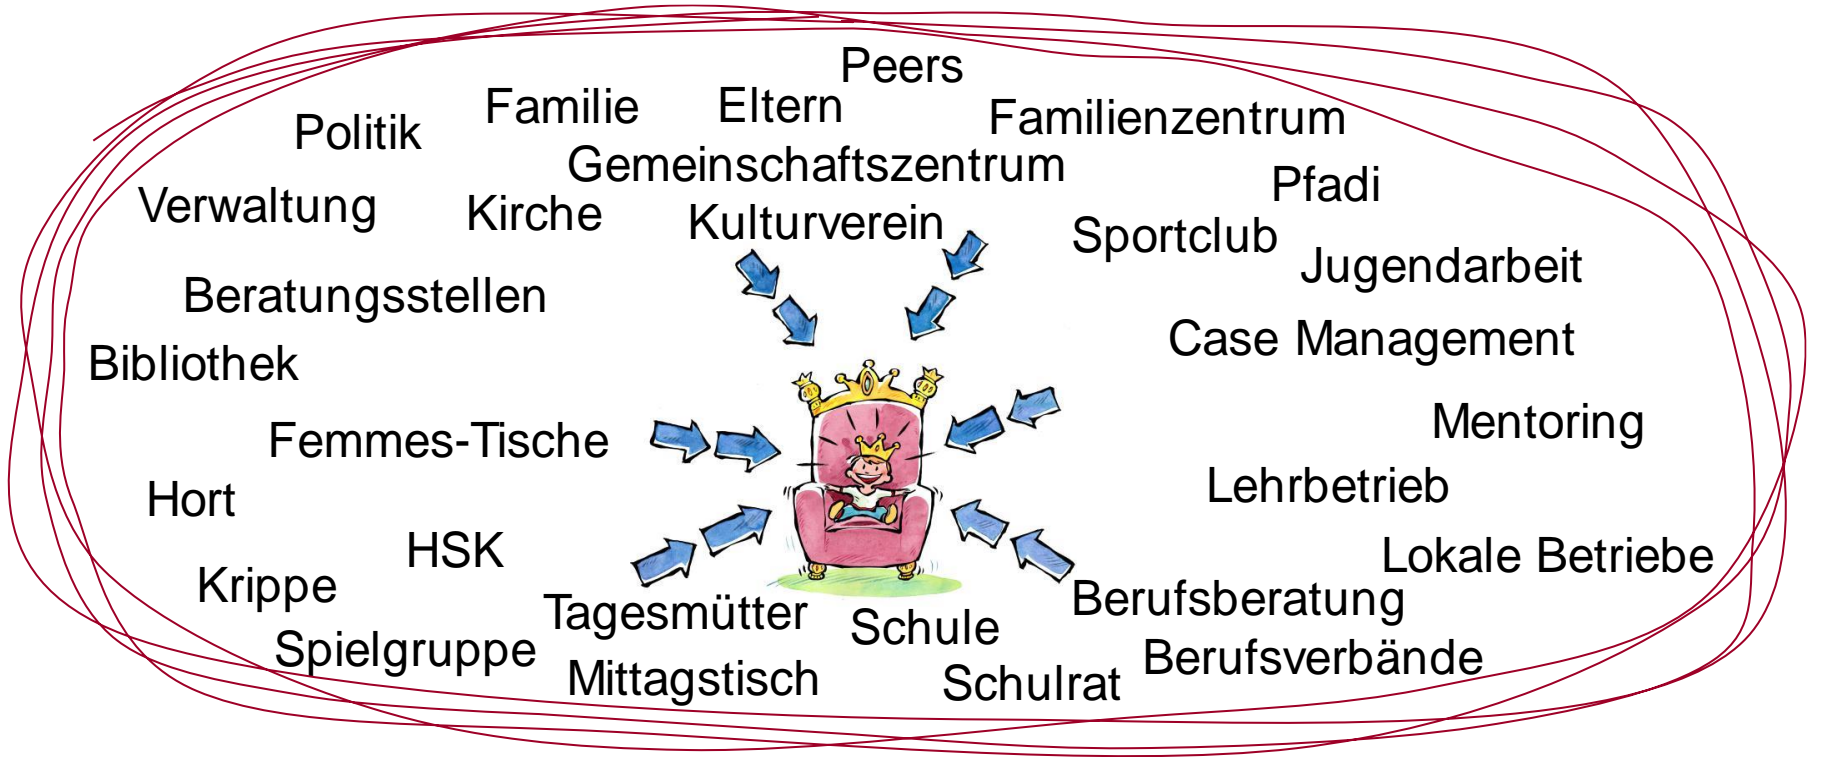 Peers
Familie
Eltern
Familienzentrum
Politik
Gemeinschaftszentrum
Pfadi
Verwaltung
Kirche
Kulturverein
Sportclub
Jugendarbeit
Beratungsstellen
Case Management
Bibliothek
Mentoring
Femmes-Tische
Lehrbetrieb
Hort
HSK
Lokale Betriebe
Krippe
Berufsberatung
Tagesmütter
Schule
Spielgruppe
Berufsverbände
Mittagstisch
Schulrat